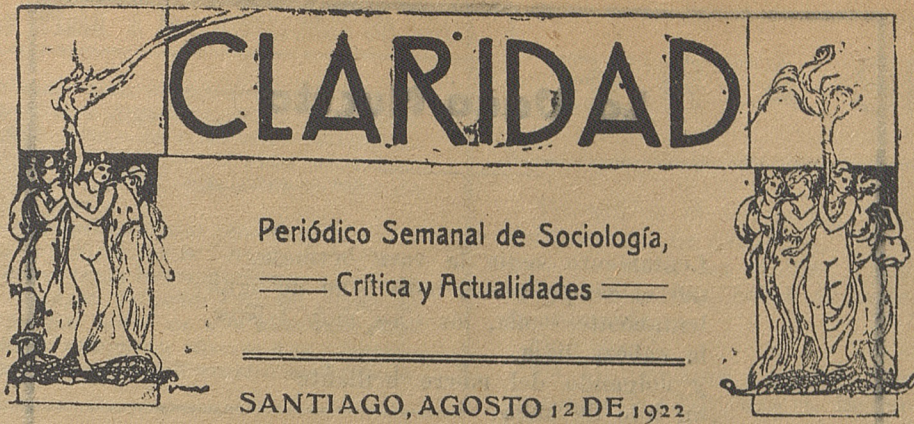 CLARIDAD
Periódico Semanal de Sociología,
Crítica y Actualidades
SANTIAGO, AGOSTO 12 DE 1922